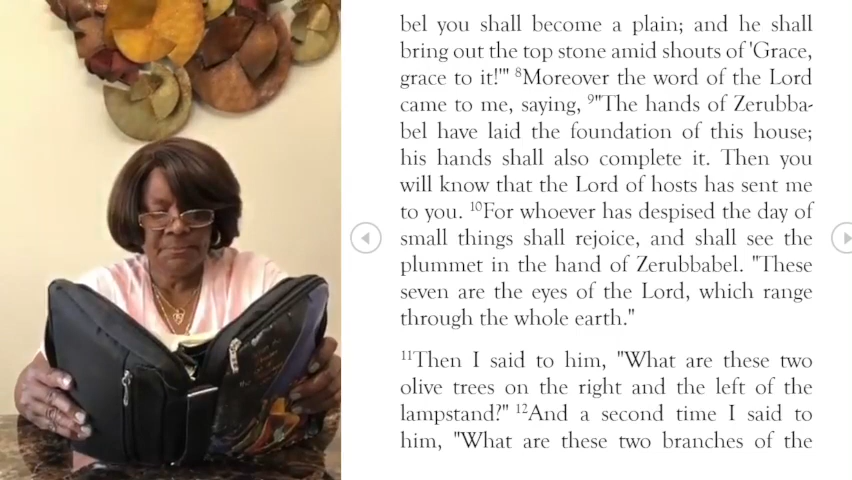 bel you shall become a plain; and he shall
bring out the top stone amid shouts of 'Grace,
grace to it!'" ⁸Moreover the word of the Lord
came to me, saying, ⁹"The hands of Zerubba-
bel have laid the foundation of this house;
his hands shall also complete it. Then you
will know that the Lord of hosts has sent me
to you. ¹⁰For whoever has despised the day of
small things shall rejoice, and shall see the
plummet in the hand of Zerubbabel. "These
seven are the eyes of the Lord, which range
through the whole earth."
¹¹Then I said to him, "What are these two
olive trees on the right and the left of the
lampstand?" ¹²And a second time I said to
him, "What are these two branches of the